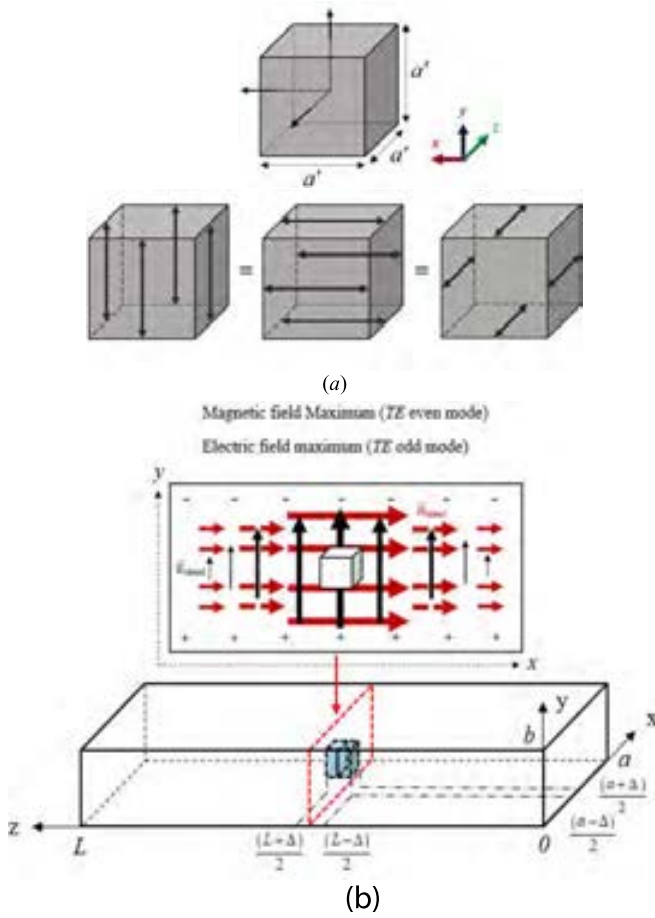 a'
a'
a'
y
x
z
=
=
(a)
Magnetic field Maximum (TE even mode)
Electric field maximum (TE odd mode)
y
- - - - - - - -
+ + + + + + + +
x
y
x
b
a
(a+Δ)/2
(a-Δ)/2
z
L
(L+Δ)/2
(L-Δ)/2
0
(b)